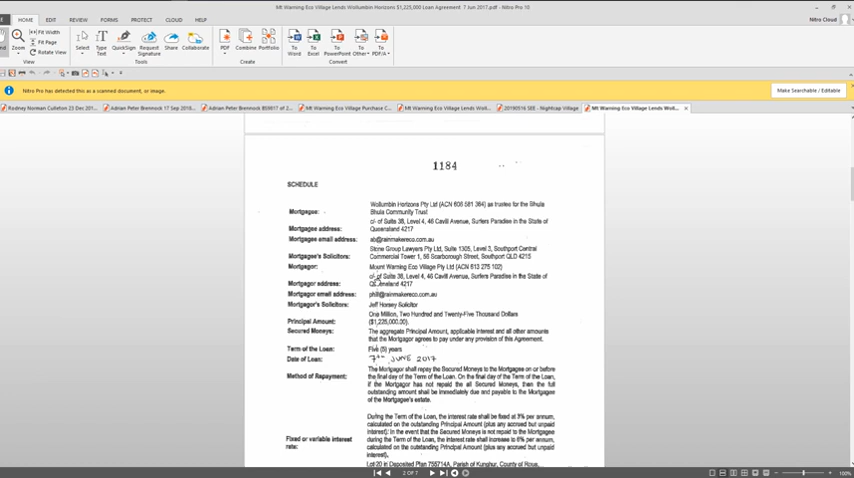 Mt Warning Eco Village Lends Wollumbin Horizons $1,225,000 Loan Agreement 7 Jun 2017.pdf - Nitro Pro 10
HOME EDIT REVIEW FORMS PROTECT CLOUD HELP
Nitro Cloud
Zoom
Fit Width
Fit Page
Rotate View
View
Select
Type Text
QuickSign
Request Signature
Share
Collaborate
Tools
PDF
Combine
Portfolio
Create
To Word
To Excel
To PowerPoint
To Other
To PDF/A
Convert
Nitro Pro has detected this as a scanned document, or image.
Make Searchable / Editable
Rodney Norman Culleton 23 Dec 201...
Adrian Peter Brennock 17 Sep 2018...
Adrian Peter Brennock BS9817 of 2...
Mt Warning Eco Village Purchase C...
Mt Warning Eco Village Lends Woll...
20190516 SEE - Nightcap Village
Mt Warning Eco Village Lends Woll...
1184
SCHEDULE
Mortgagee: Wollumbin Horizons Pty Ltd (ACN 606 581 364) as trustee for the Bhula
Bhula Community Trust
Mortgagee address: c/- of Suite 38, Level 4, 46 Cavill Avenue, Surfers Paradise in the State of
Queensland 4217
Mortgagee email address: ab@rainmakereco.com.au
Mortgagee's Solicitors: Stone Group Lawyers Pty Ltd, Suite 1305, Level 3, Southport Central
Commercial Tower 1, 56 Scarborough Street, Southport QLD 4215
Mortgagor: Mount Warning Eco Village Pty Ltd (ACN 613 275 102)
Mortgagor address: c/- of Suite 38, Level 4, 46 Cavill Avenue, Surfers Paradise in the State of
Queensland 4217
Mortgagor email address: phil@rainmakereco.com.au
Mortgagor's Solicitors: Jeff Horsey Solicitor
Principal Amount: One Million, Two Hundred and Twenty-Five Thousand Dollars
($1,225,000.00).
Secured Moneys: The aggregate Principal Amount, applicable interest and all other amounts
that the Mortgagor agrees to pay under any provision of this Agreement.
Term of the Loan: Five (5) years
Date of Loan: 7th JUNE 2017
Method of Repayment: The Mortgagor shall repay the Secured Moneys to the Mortgagee on or before
the final day of the Term of the Loan. On the final day of the Term of the Loan,
if the Mortgagor has not repaid the all Secured Moneys, then the full
outstanding amount shall be immediately due and payable to the Mortgagee
of the Mortgagee's estate.
During the Term of the Loan, the interest rate shall be fixed at 3% per annum,
calculated on the outstanding Principal Amount (plus any accrued but unpaid
interest). In the event that the Secured Moneys is not repaid to the Mortgagee
Fixed or variable interest rate: during the Term of the Loan, the interest rate shall increase to 6% per annum,
calculated on the outstanding Principal Amount (plus any accrued but unpaid
interest).
Lot 20 in Deposited Plan 755714A, Parish of Kunghur, County of Rous,
2 OF 7
100%